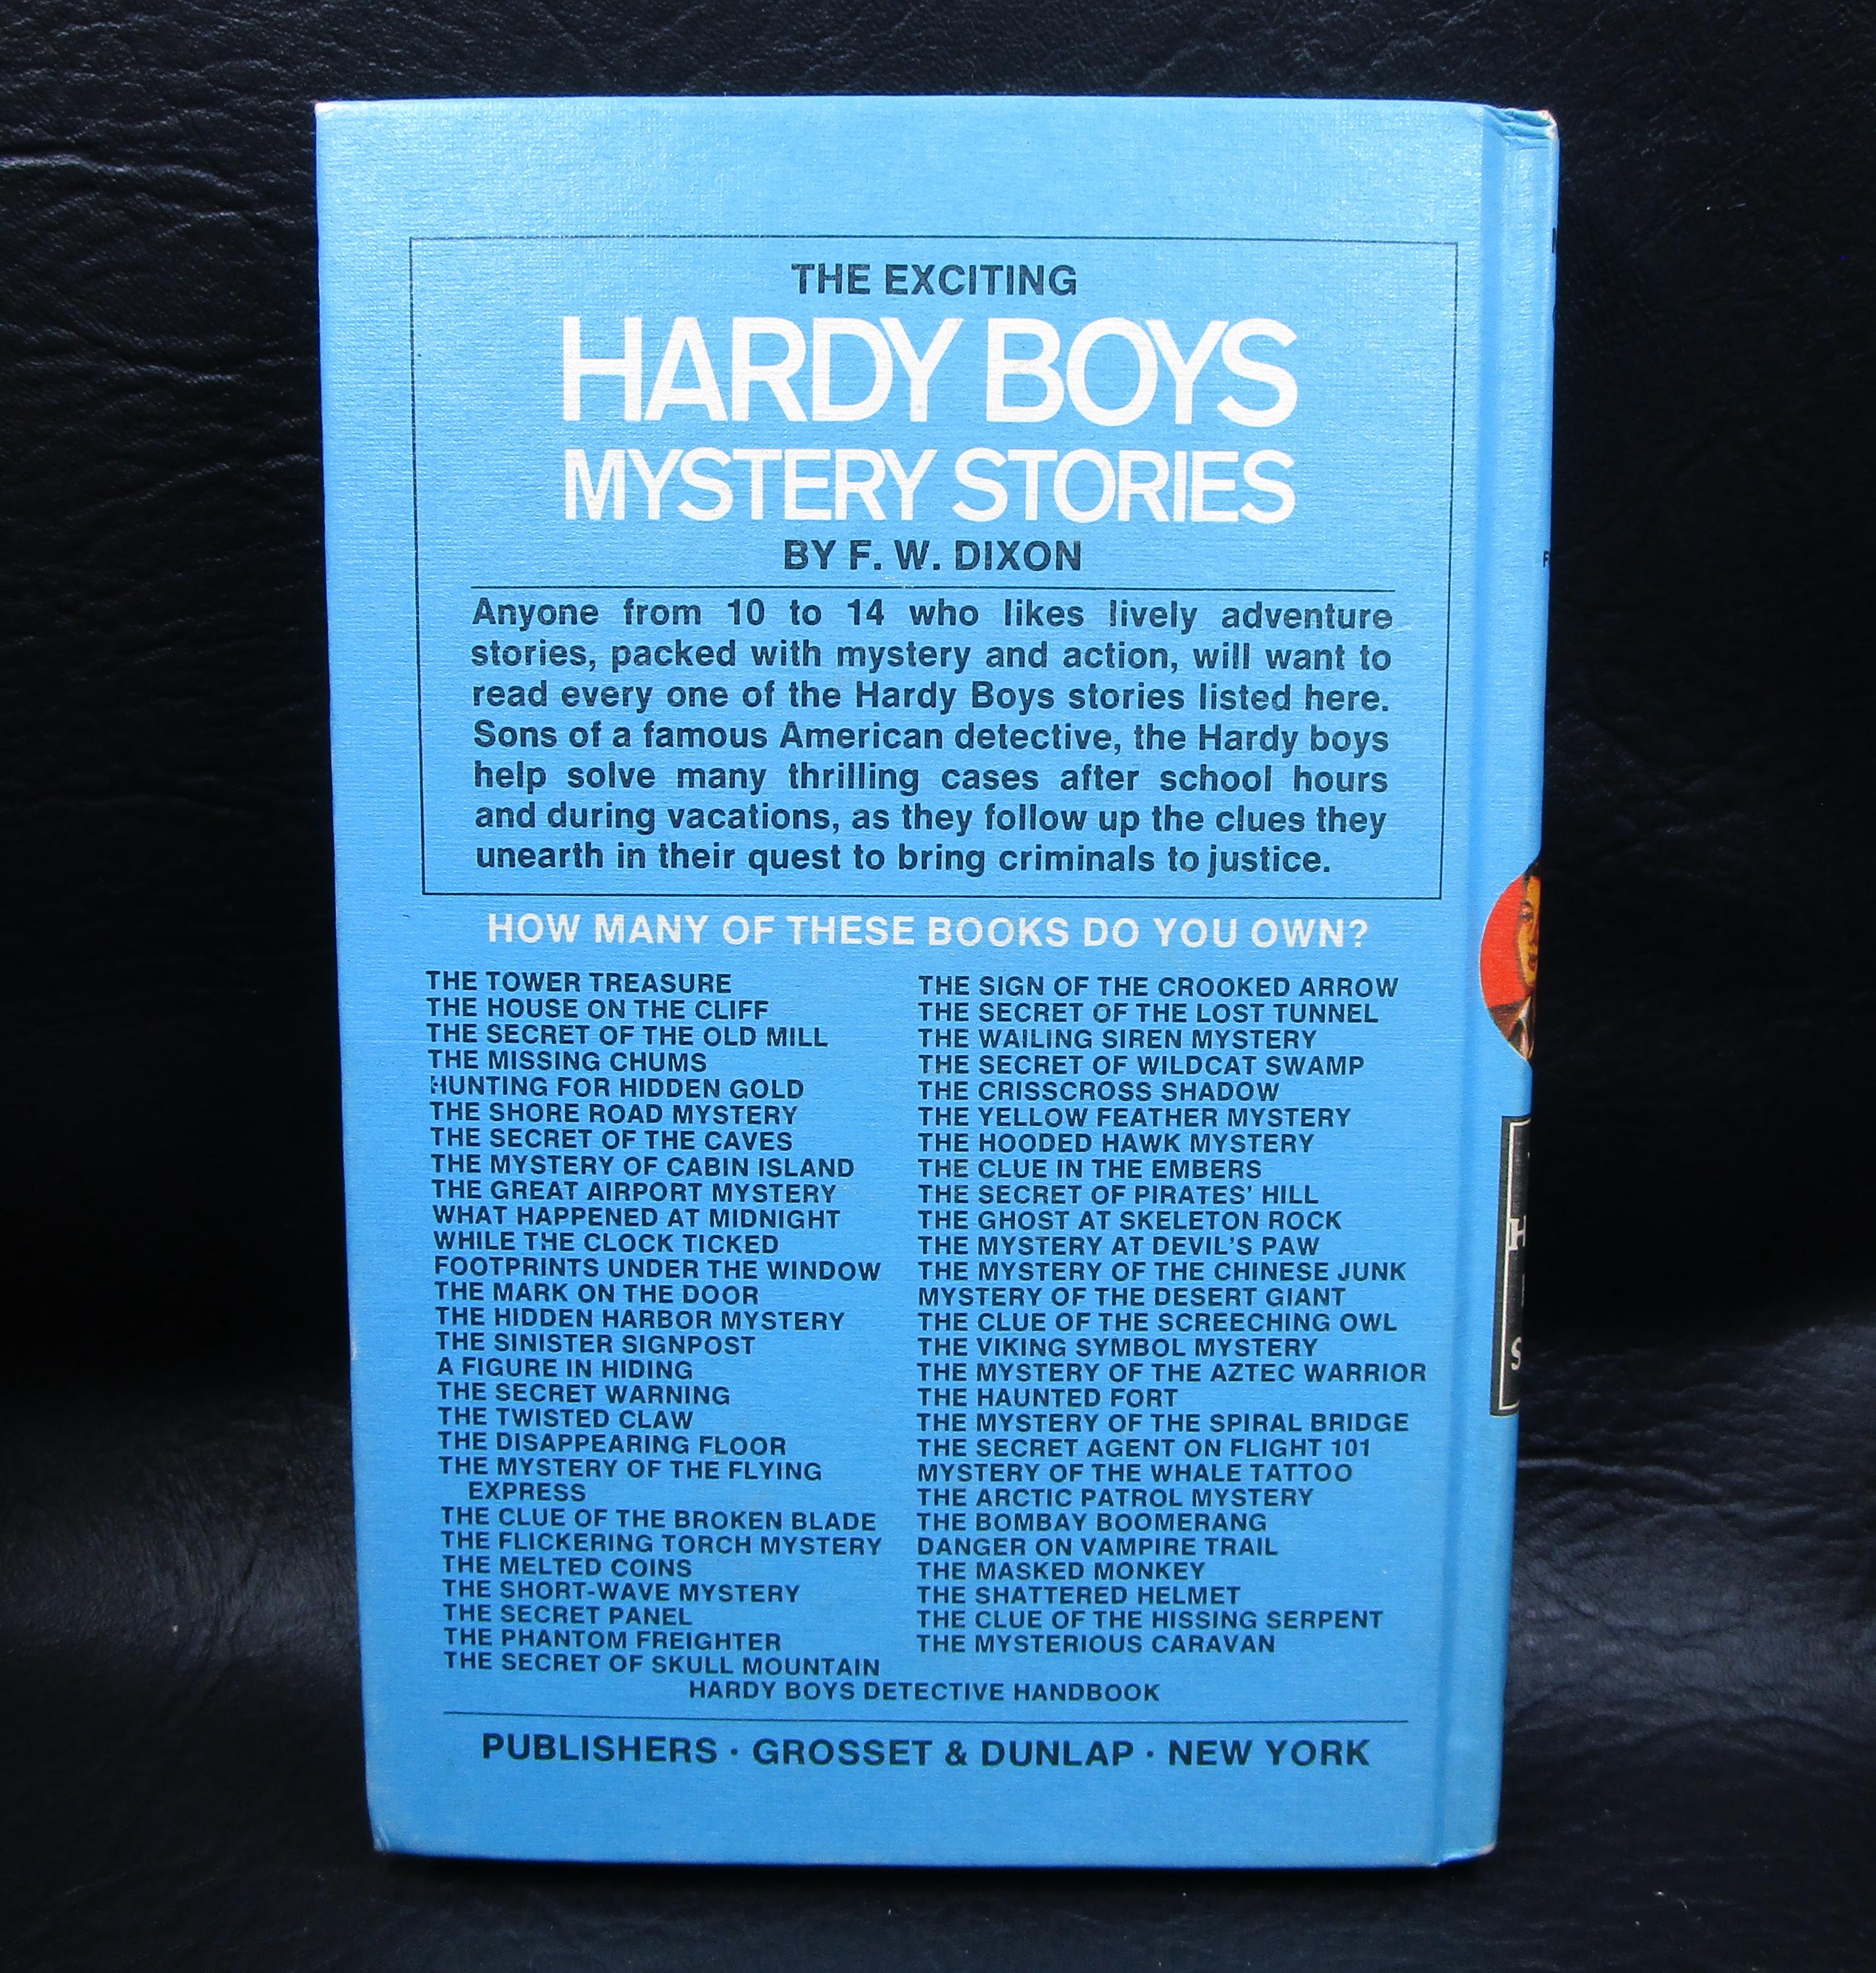 THE EXCITING
HARDY BOYS
MYSTERY STORIES
BY F. W. DIXON
Anyone from 10 to 14 who likes lively adventure
stories, packed with mystery and action, will want to
read every one of the Hardy Boys stories listed here.
Sons of a famous American detective, the Hardy boys
help solve many thrilling cases after school hours
and during vacations, as they follow up the clues they
unearth in their quest to bring criminals to justice.
HOW MANY OF THESE BOOKS DO YOU OWN?
THE TOWER TREASURE
THE HOUSE ON THE CLIFF
THE SECRET OF THE OLD MILL
THE MISSING CHUMS
HUNTING FOR HIDDEN GOLD
THE SHORE ROAD MYSTERY
THE SECRET OF THE CAVES
THE MYSTERY OF CABIN ISLAND
THE GREAT AIRPORT MYSTERY
WHAT HAPPENED AT MIDNIGHT
WHILE THE CLOCK TICKED
FOOTPRINTS UNDER THE WINDOW
THE MARK ON THE DOOR
THE HIDDEN HARBOR MYSTERY
THE SINISTER SIGNPOST
A FIGURE IN HIDING
THE SECRET WARNING
THE TWISTED CLAW
THE DISAPPEARING FLOOR
THE MYSTERY OF THE FLYING
EXPRESS
THE CLUE OF THE BROKEN BLADE
THE FLICKERING TORCH MYSTERY
THE MELTED COINS
THE SHORT-WAVE MYSTERY
THE SECRET PANEL
THE PHANTOM FREIGHTER
THE SECRET OF SKULL MOUNTAIN
THE SIGN OF THE CROOKED ARROW
THE SECRET OF THE LOST TUNNEL
THE WAILING SIREN MYSTERY
THE SECRET OF WILDCAT SWAMP
THE CRISSCROSS SHADOW
THE YELLOW FEATHER MYSTERY
THE HOODED HAWK MYSTERY
THE CLUE IN THE EMBERS
THE SECRET OF PIRATES' HILL
THE GHOST AT SKELETON ROCK
THE MYSTERY AT DEVIL'S PAW
THE MYSTERY OF THE CHINESE JUNK
MYSTERY OF THE DESERT GIANT
THE CLUE OF THE SCREECHING OWL
THE VIKING SYMBOL MYSTERY
THE MYSTERY OF THE AZTEC WARRIOR
THE HAUNTED FORT
THE MYSTERY OF THE SPIRAL BRIDGE
THE SECRET AGENT ON FLIGHT 101
MYSTERY OF THE WHALE TATTOO
THE ARCTIC PATROL MYSTERY
THE BOMBAY BOOMERANG
DANGER ON VAMPIRE TRAIL
THE MASKED MONKEY
THE SHATTERED HELMET
THE CLUE OF THE HISSING SERPENT
THE MYSTERIOUS CARAVAN
HARDY BOYS DETECTIVE HANDBOOK
PUBLISHERS · GROSSET & DUNLAP · NEW YORK